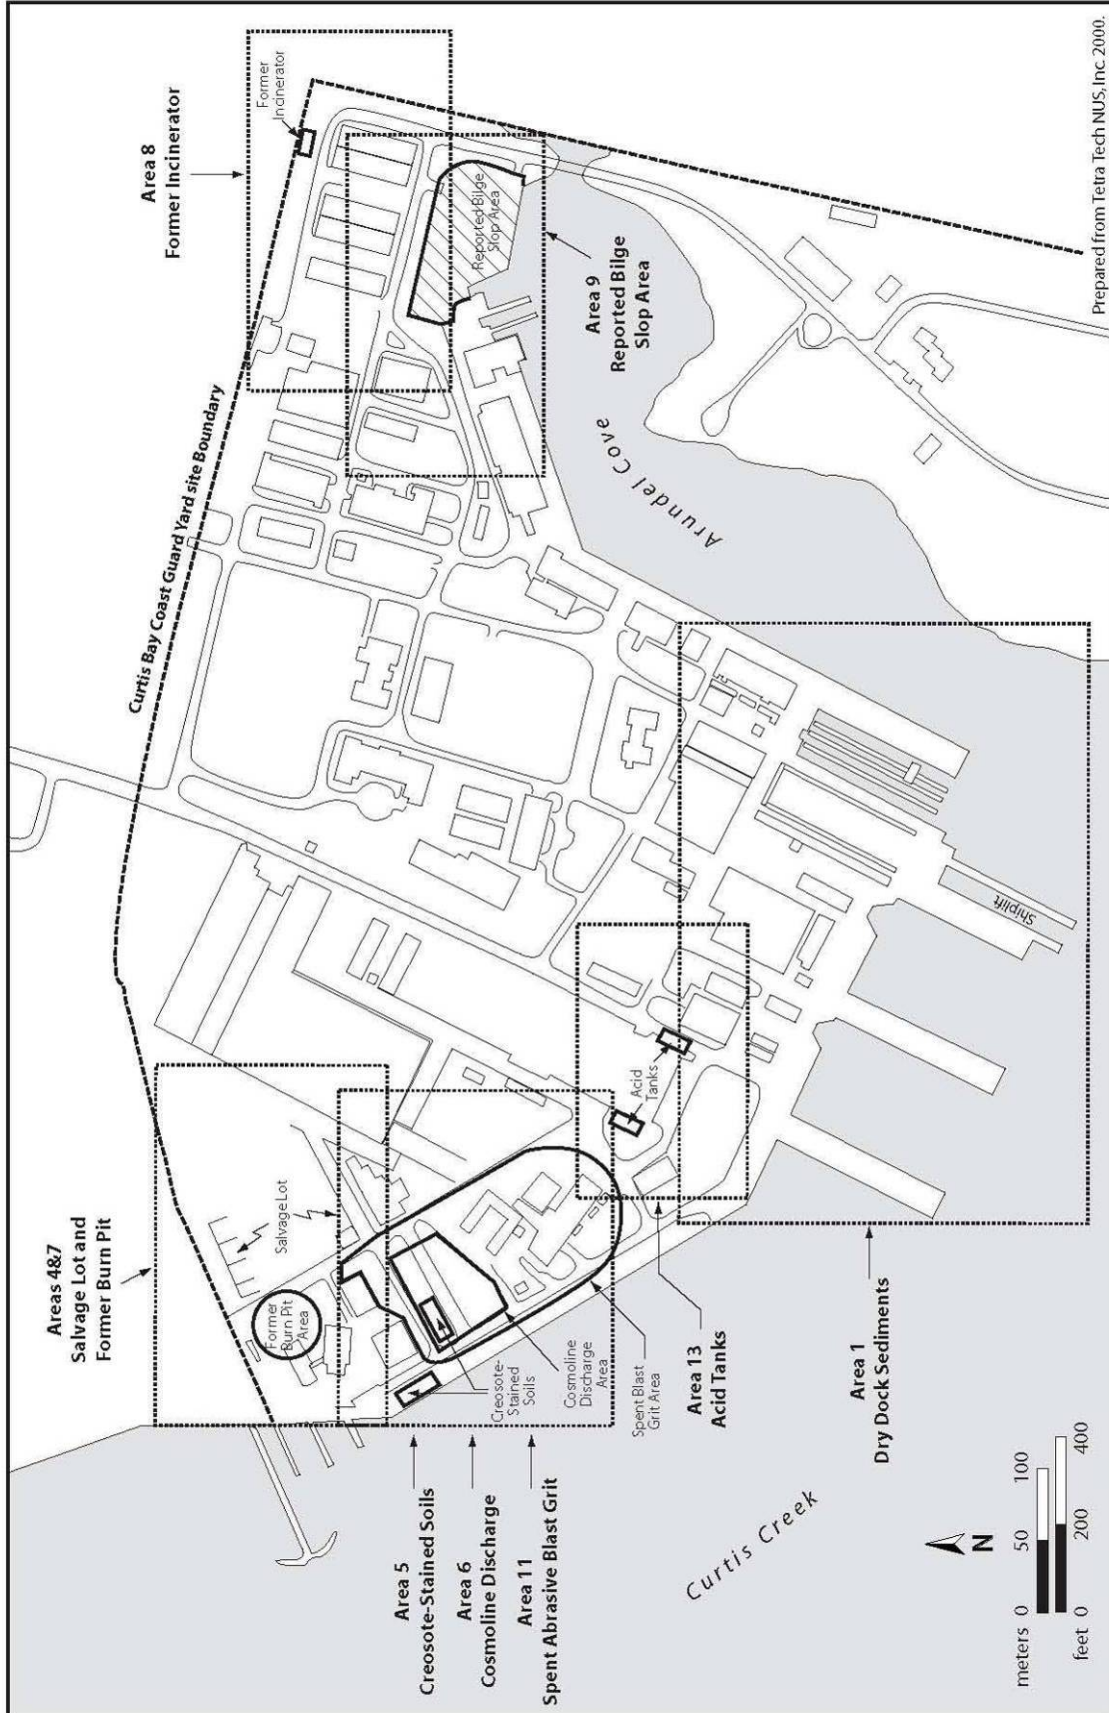 Area 8
Former Incinerator
Former
Incinerator
Curtis Bay Coast Guard Yard site Boundary
Reported Bilge
Slop Area
Area 9
Reported Bilge
Slop Area
Arundel Cove
Areas 4&7
Salvage Lot and
Former Burn Pit
Salvage Lot
Former
Burn Pit
Area
Creosote-
Stained
Soils
Cosmoline
Discharge
Area
Spent Blast
Grit Area
Acid
Tanks
Area 5
Creosote-Stained Soils
Area 6
Cosmoline Discharge
Area 11
Spent Abrasive Blast Grit
Area 13
Acid Tanks
Area 1
Dry Dock Sediments
Shiplift
Curtis Creek
N
meters 0 50 100
feet 0 200 400
Prepared from Tetra Tech NUS, Inc. 2000.